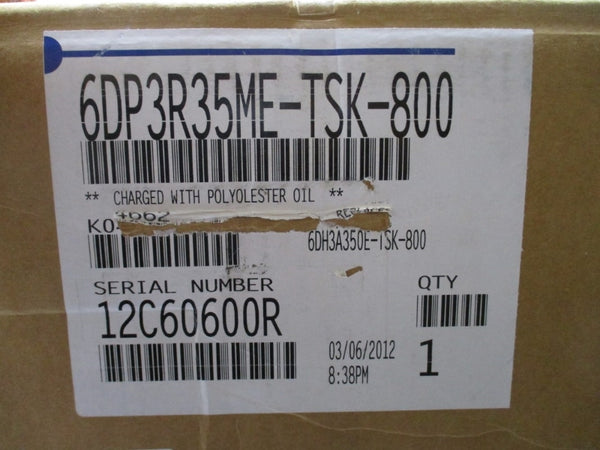 6DP3R35ME-TSK-800
** CHARGED WITH POLYOLESTER OIL **
6DH3A350E-TSK-800
SERIAL NUMBER
12C60600R
QTY
1
03/06/2012
8:38PM